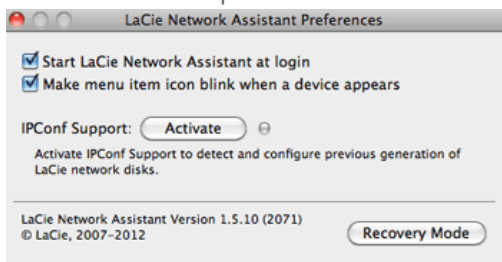 LaCie Network Assistant Preferences
Start LaCie Network Assistant at login
Make menu item icon blink when a device appears
IPConf Support: Activate
Activate IPConf Support to detect and configure previous generation of
LaCie network disks.
LaCie Network Assistant Version 1.5.10 (2071)
© LaCie, 2007-2012
Recovery Mode